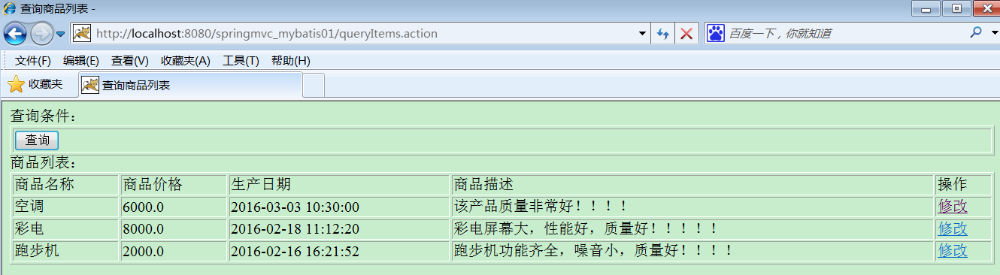 查询商品列表 -
http://localhost:8080/springmvc_mybatis01/queryItems.action 百度一下，你就知道
文件(F) 编辑(E) 查看(V) 收藏夹(A) 工具(T) 帮助(H)
收藏夹 查询商品列表
查询条件：
查询
商品列表：
商品名称 商品价格 生产日期 商品描述 操作
空调 6000.0 2016-03-03 10:30:00 该产品质量非常好！！！！ 修改
彩电 8000.0 2016-02-18 11:12:20 彩电屏幕大，性能好，质量好！！！！！ 修改
跑步机 2000.0 2016-02-16 16:21:52 跑步机功能齐全，噪音小，质量好！！！！ 修改